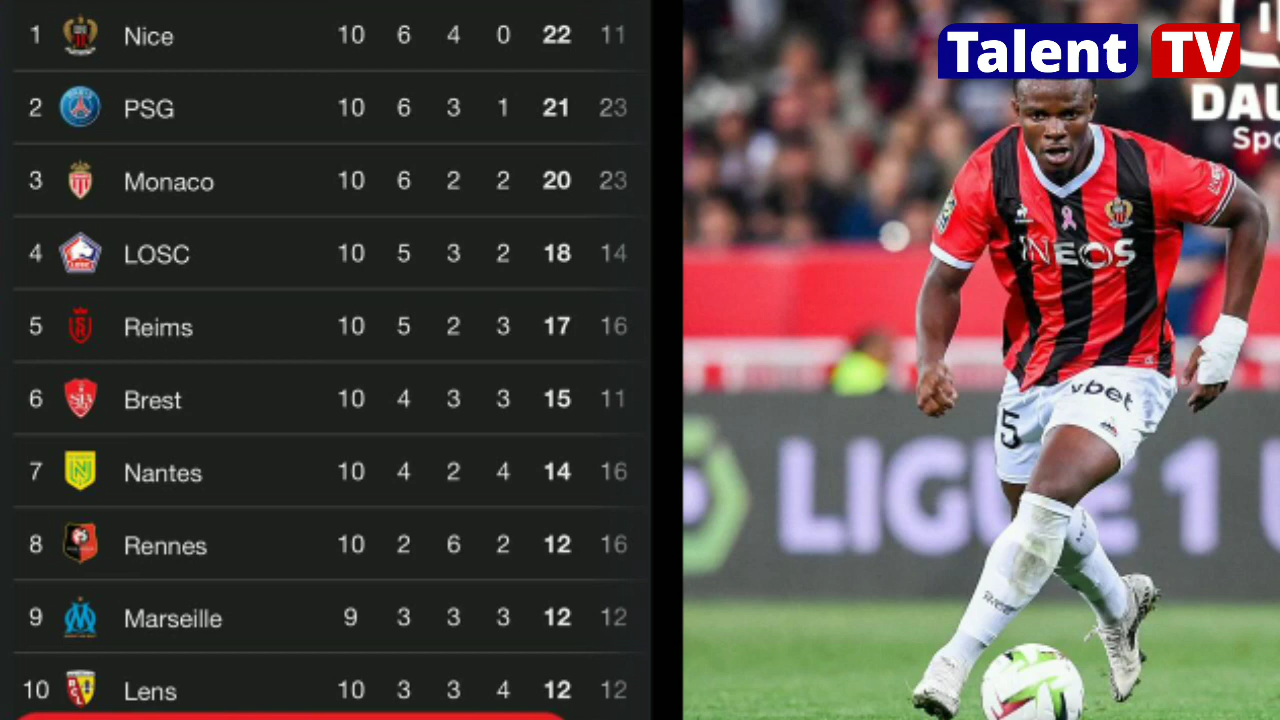 1 Nice 10 6 4 0 22 11
2 PSG 10 6 3 1 21 23
3 Monaco 10 6 2 2 20 23
4 LOSC 10 5 3 2 18 14
5 Reims 10 5 2 3 17 16
6 Brest 10 4 3 3 15 11
7 Nantes 10 4 2 4 14 16
8 Rennes 10 2 6 2 12 16
9 Marseille 9 3 3 3 12 12
10 Lens 10 3 3 4 12 12
Talent TV
DAU
Spo
INEOS
vbet
5
LIGUE 1 U